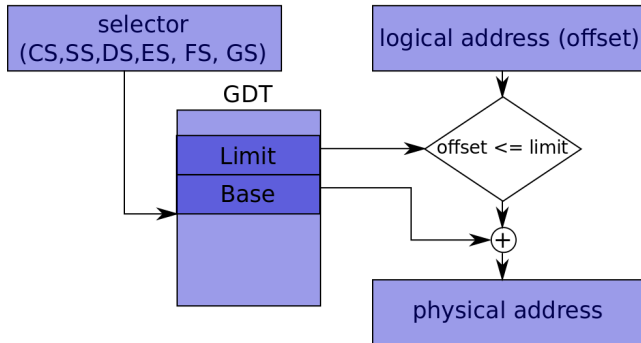 selector
(CS,SS,DS,ES, FS, GS)
logical address (offset)
GDT
Limit
offset <= limit
Base
+
physical address